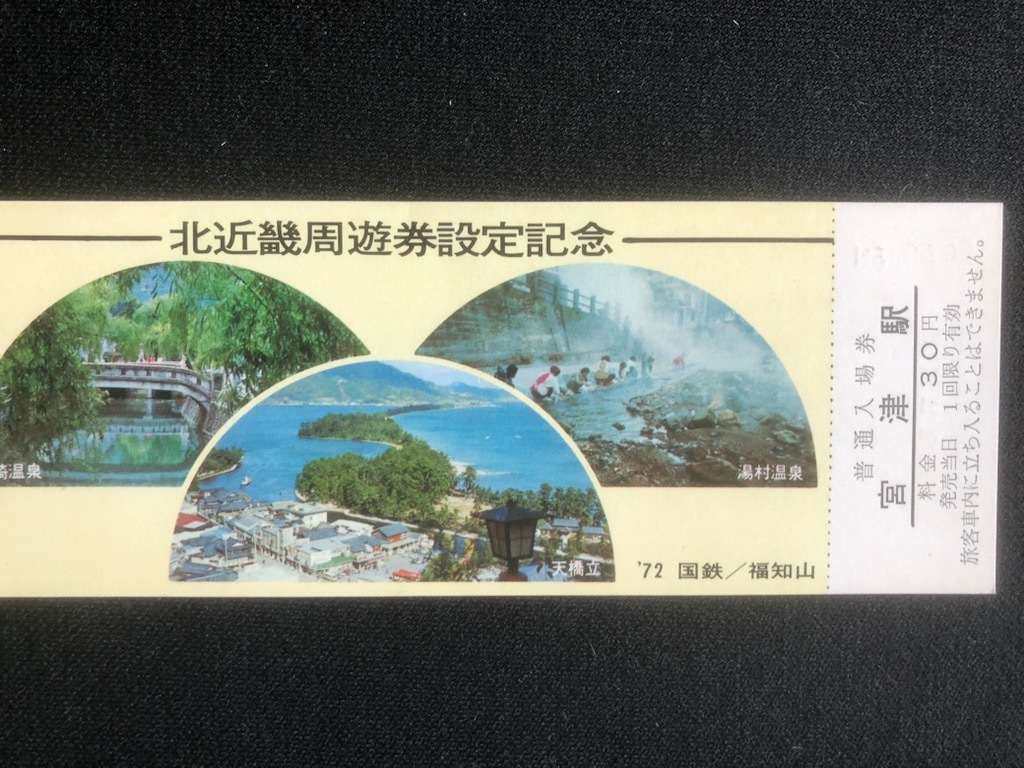 北近畿周遊券設定記念
崎温泉
湯村温泉
天橋立
'72 国鉄／福知山
普通入場券
宮津駅
料金 30円
発売当日 1回限り有効
旅客車内に立ち入ることはできません。